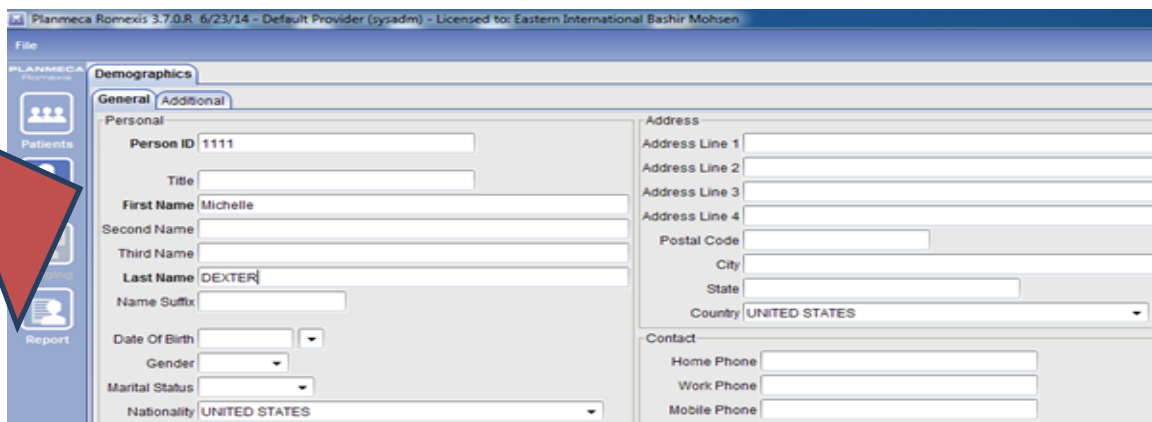 Planmeca Romexis 3.7.0.R 6/23/14 - Default Provider (sysadm) - Licensed to: Eastern International Bashir Mohsen
File
PLANMECA
Romexis
Patients
Report
Demographics
General Additional
Personal
Person ID 1111
Title
First Name Michelle
Second Name
Third Name
Last Name DEXTER
Name Suffix
Date Of Birth
Gender
Marital Status
Nationality UNITED STATES
Address
Address Line 1
Address Line 2
Address Line 3
Address Line 4
Postal Code
City
State
Country UNITED STATES
Contact
Home Phone
Work Phone
Mobile Phone